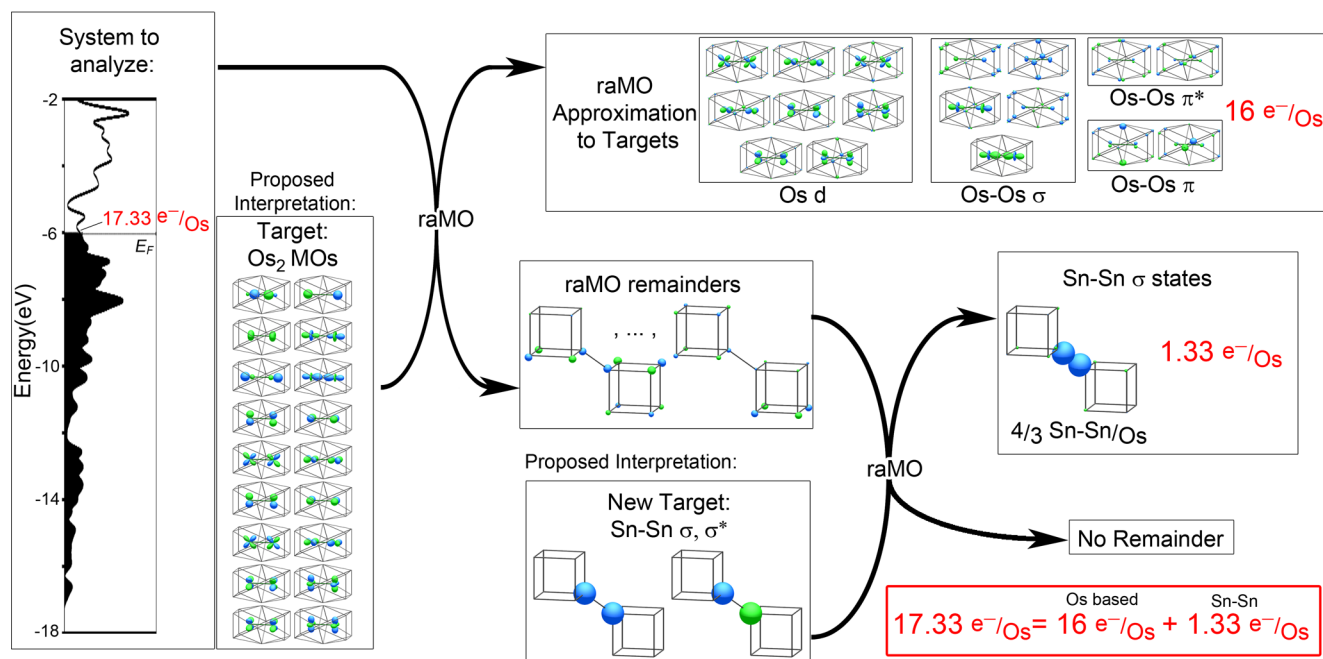 System to
analyze:
-2
-6
-10
-14
-18
Energy(eV)
17.33 e⁻/Os
E_F
Proposed
Interpretation:
Target:
Os₂ MOs
raMO
raMO
Approximation
to Targets
Os d
Os-Os σ
Os-Os π*
Os-Os π
16 e⁻/Os
raMO remainders
, ... ,
Proposed Interpretation:
New Target:
Sn-Sn σ, σ*
raMO
Sn-Sn σ states
1.33 e⁻/Os
4/3 Sn-Sn/Os
No Remainder
Os based Sn-Sn
17.33 e⁻/Os= 16 e⁻/Os + 1.33 e⁻/Os